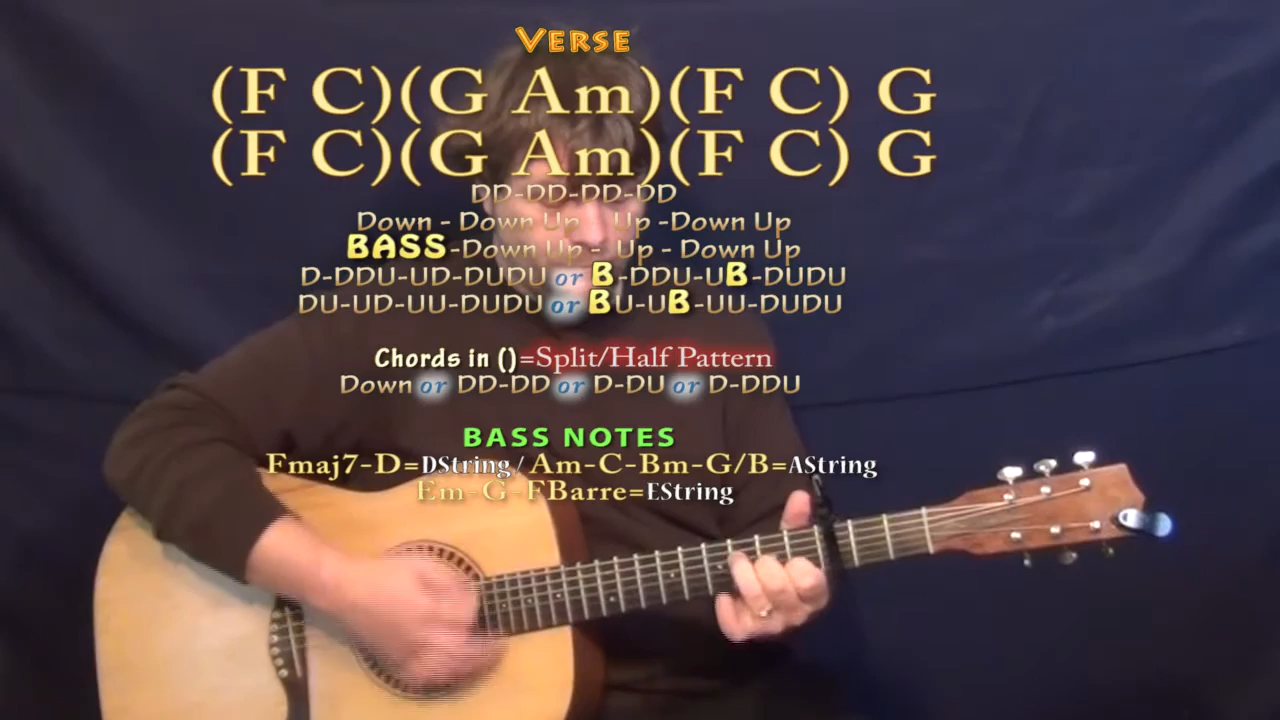 VERSE
(F C)(G Am)(F C) G
(F C)(G Am)(F C) G
DD-DD-DD-DD
Down - Down Up - Up -Down Up
BASS-Down Up - Up - Down Up
D-DDU-UD-DUDU or B-DDU-UB-DUDU
DU-UD-UU-DUDU or BU-UB-UU-DUDU
Chords in ()=Split/Half Pattern
Down or DD-DD or D-DU or D-DDU
BASS NOTES
Fmaj7-D=DString / Am-C-Bm-G/B=AString
Em-G-FBarre=EString